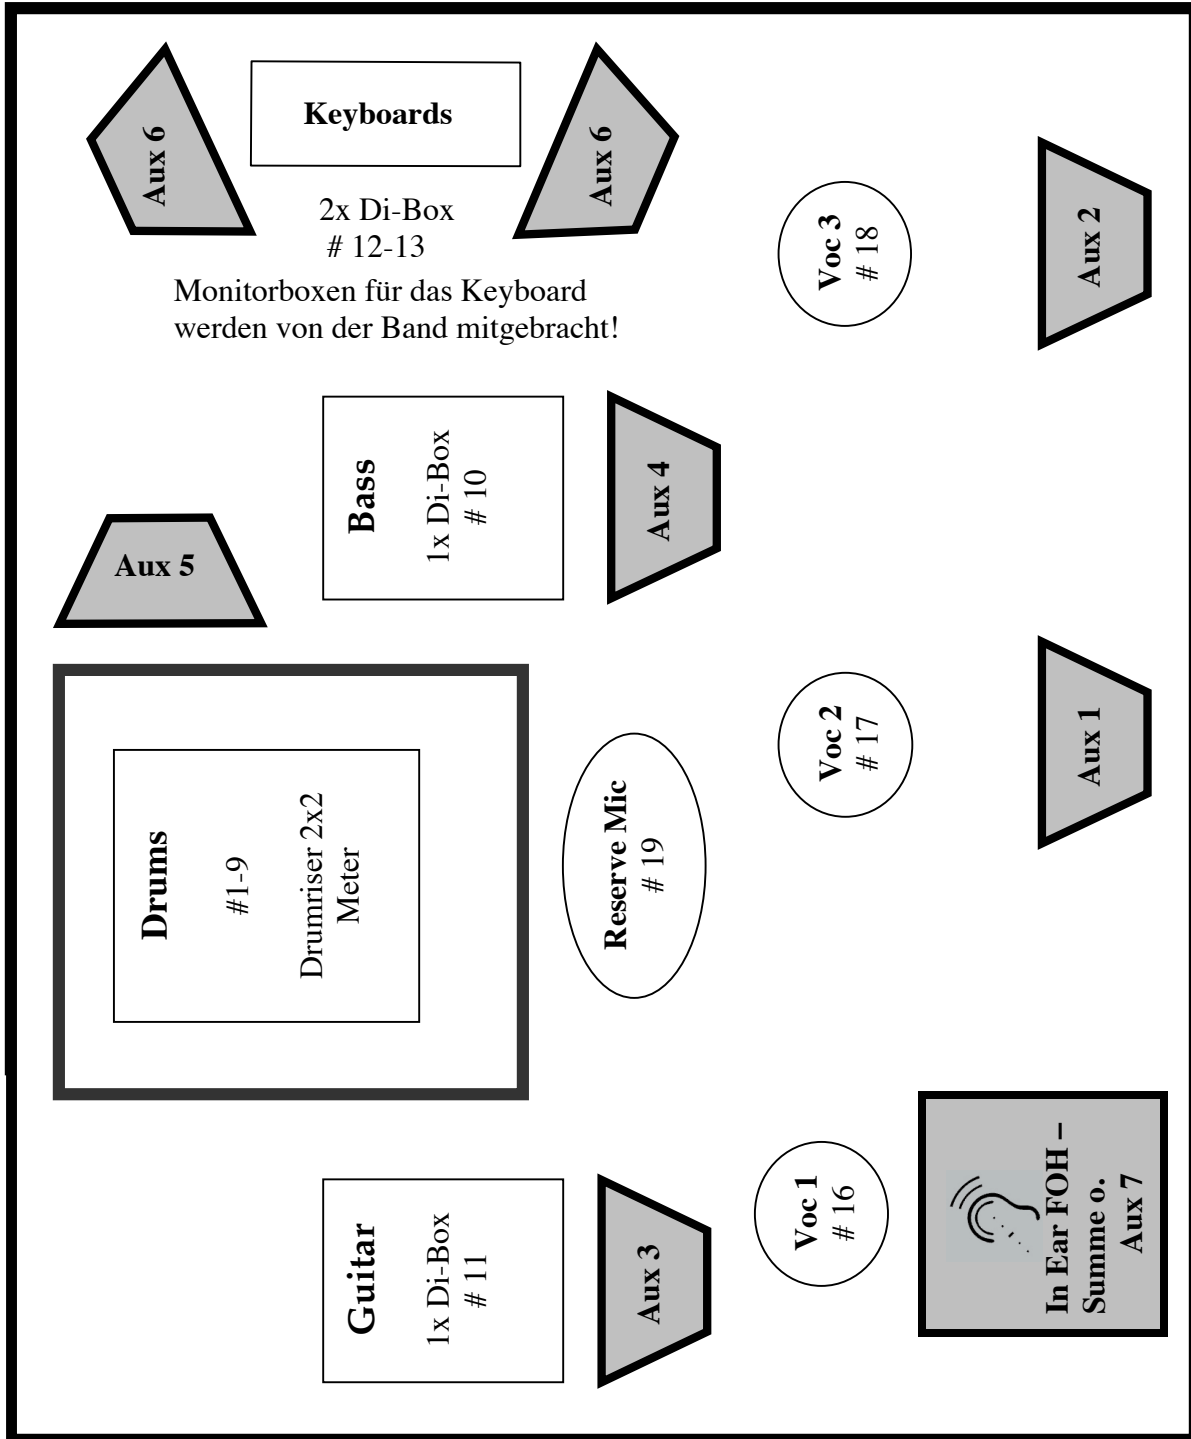 Aux 6
Keyboards
Aux 6
2x Di-Box
# 12-13
Monitorboxen für das Keyboard
werden von der Band mitgebracht!
Voc 3
# 18
Aux 2
Bass
1x Di-Box
# 10
Aux 4
Aux 5
Drums
#1-9
Drumriser 2x2
Meter
Reserve Mic
# 19
Voc 2
# 17
Aux 1
Guitar
1x Di-Box
# 11
Aux 3
Voc 1
# 16
In Ear FOH –
Summe o.
Aux 7